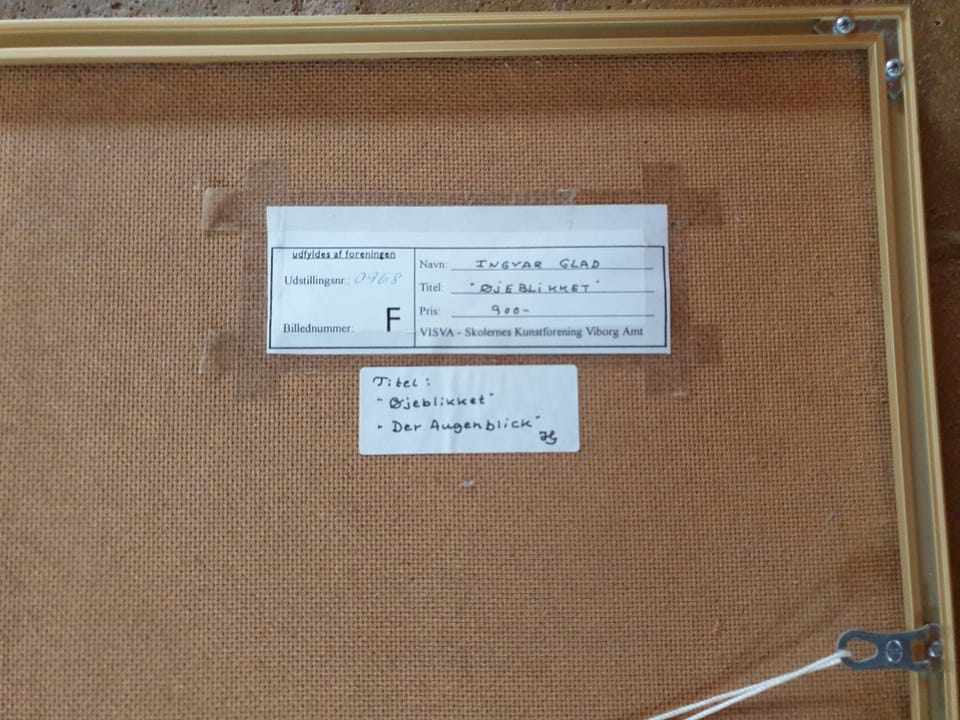 udfyldes af foreningen
Udstillingsnr.: 0968
Billednummer: F
Navn: INGVAR GLAD
Titel: "ØJEBLIKKET"
Pris: 900-
VISVA - Skolernes Kunstforening Viborg Amt
Titel:
"Øjeblikket"
"Der Augenblick"